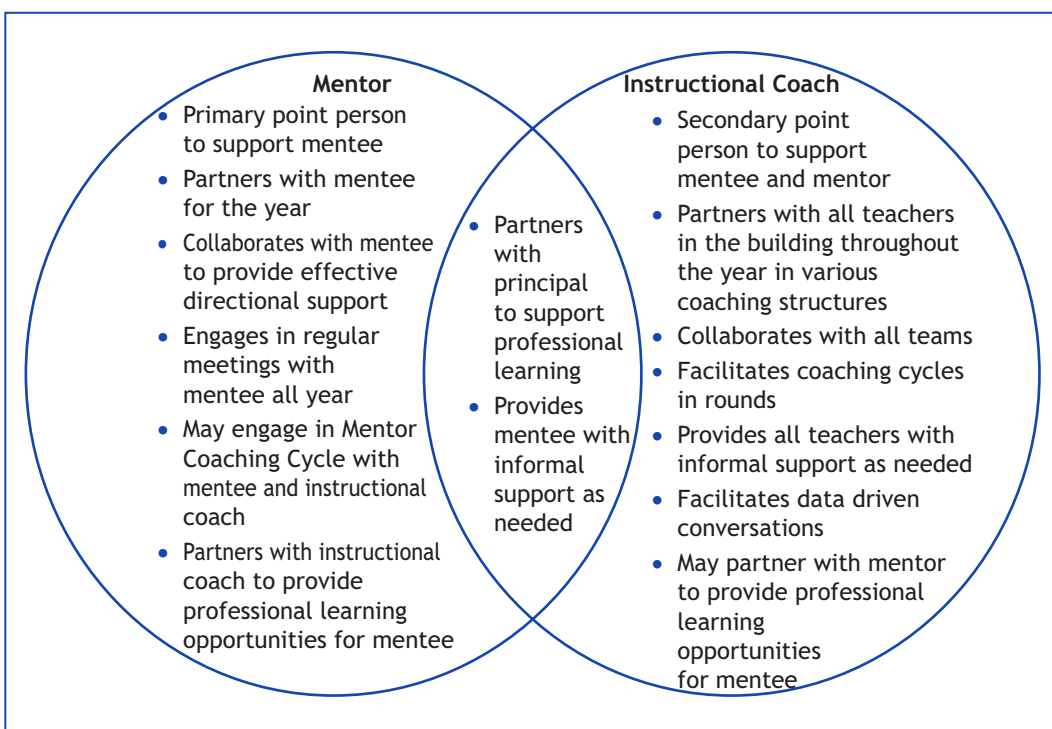 Mentor
• Primary point person
to support mentee
• Partners with mentee
for the year
• Collaborates with mentee
to provide effective
directional support
• Engages in regular
meetings with
mentee all year
• May engage in Mentor
Coaching Cycle with
mentee and instructional
coach
• Partners with instructional
coach to provide
professional learning
opportunities for mentee
• Partners
with
principal
to support
professional
learning
• Provides
mentee with
informal
support as
needed
Instructional Coach
• Secondary point
person to support
mentee and mentor
• Partners with all teachers
in the building throughout
the year in various
coaching structures
• Collaborates with all teams
• Facilitates coaching cycles
in rounds
• Provides all teachers with
informal support as needed
• Facilitates data driven
conversations
• May partner with mentor
to provide professional
learning
opportunities
for mentee